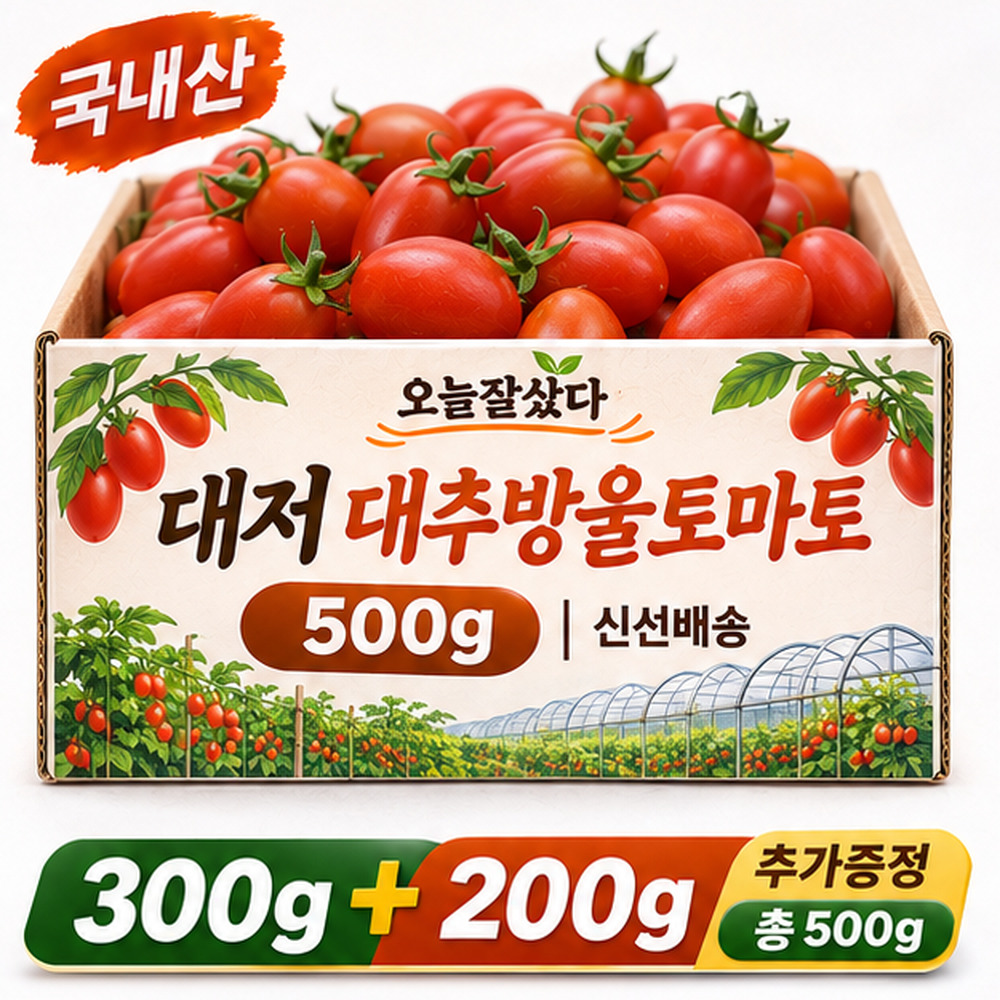 국내산
오늘잘샀다
대저 대추방울토마토
500g | 신선배송
300g + 200g
추가증정
총 500g